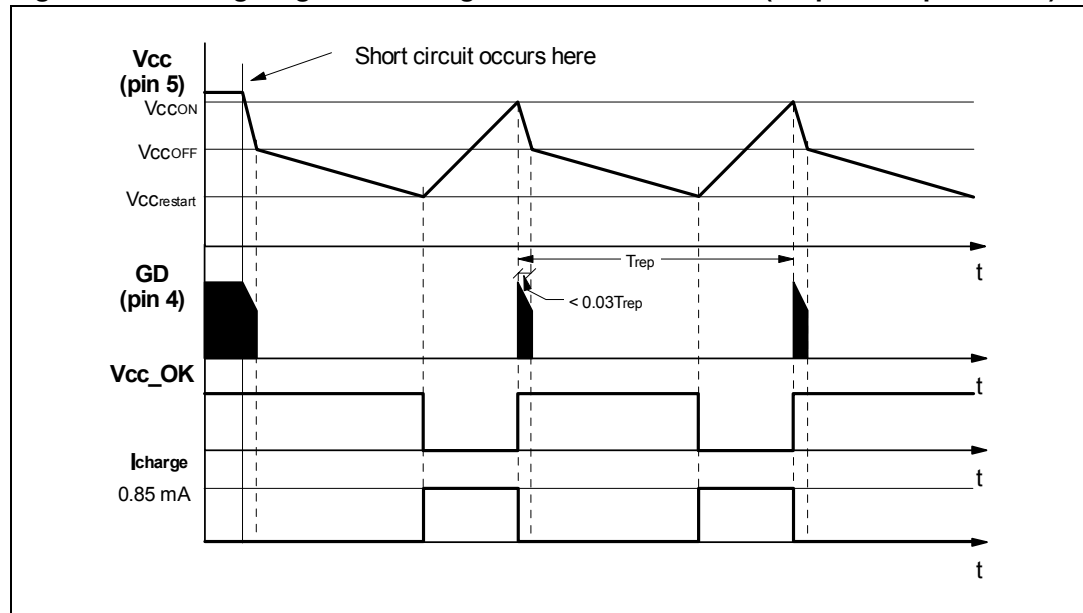 Short circuit occurs here
Vcc
(pin 5)
VccON
VccOFF
Vccrestart
t
GD
(pin 4)
Trep
< 0.03Trep
t
Vcc_OK
t
Icharge
0.85 mA
t